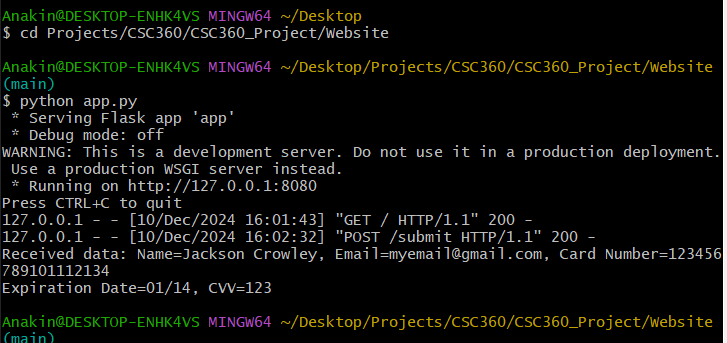 Anakin@DESKTOP-ENHK4VS MINGW64 ~/Desktop
$ cd Projects/CSC360/CSC360_Project/Website
Anakin@DESKTOP-ENHK4VS MINGW64 ~/Desktop/Projects/CSC360/CSC360_Project/Website
(main)
$ python app.py
 * Serving Flask app 'app'
 * Debug mode: off
WARNING: This is a development server. Do not use it in a production deployment.
 Use a production WSGI server instead.
 * Running on http://127.0.0.1:8080
Press CTRL+C to quit
127.0.0.1 - - [10/Dec/2024 16:01:43] "GET / HTTP/1.1" 200 -
127.0.0.1 - - [10/Dec/2024 16:02:32] "POST /submit HTTP/1.1" 200 -
Received data: Name=Jackson Crowley, Email=myemail@gmail.com, Card Number=123456
789101112134
Expiration Date=01/14, CVV=123
Anakin@DESKTOP-ENHK4VS MINGW64 ~/Desktop/Projects/CSC360/CSC360_Project/Website
(main)